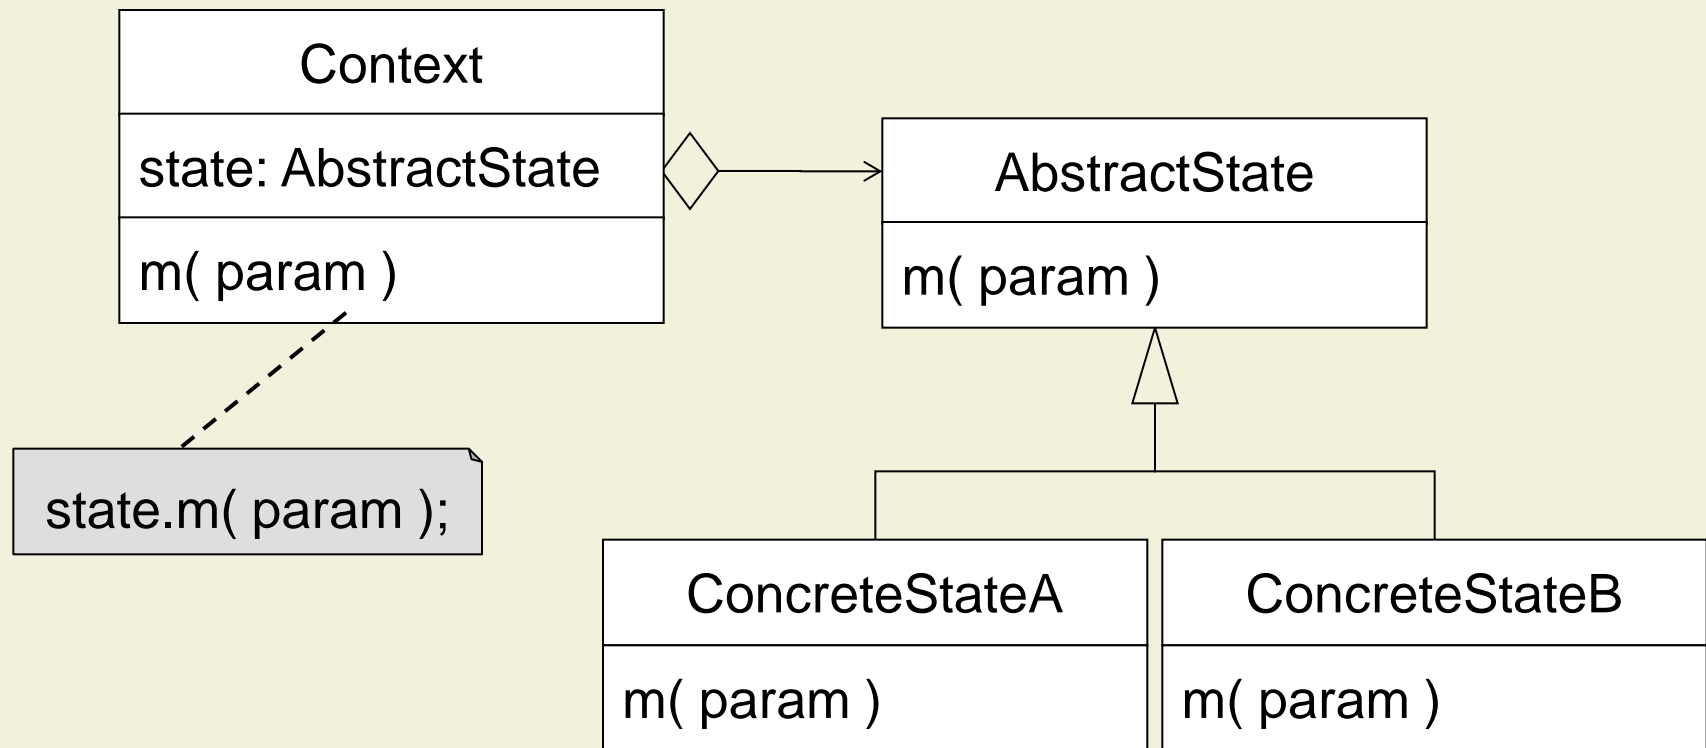 Context
state: AbstractState
m( param )
AbstractState
m( param )
state.m( param );
ConcreteStateA
m( param )
ConcreteStateB
m( param )